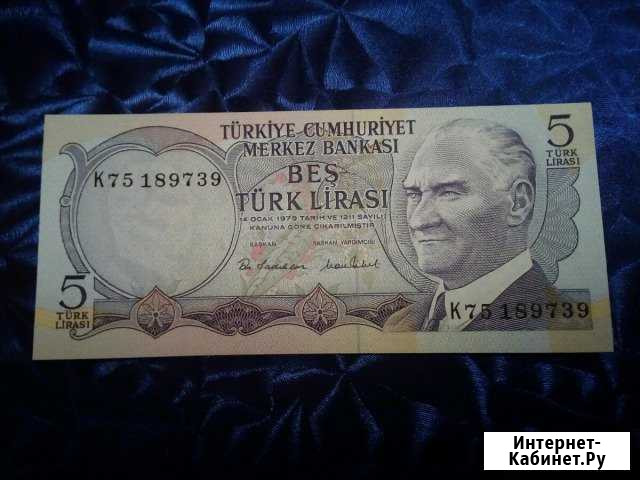 TÜRKİYE CUMHURİYET
MERKEZ BANKASI
BEŞ
TÜRK LİRASI
14 OCAK 1970 TARİH VE 1211 SAYILI
KANUNA GÖRE ÇIKARILMIŞTIR
BAŞKAN BAŞKAN YARDIMCISI
K75 189739
5
TÜRK
LİRASI
5
TÜRK
LİRASI
K75 189739
Интернет-
Кабинет.Ру